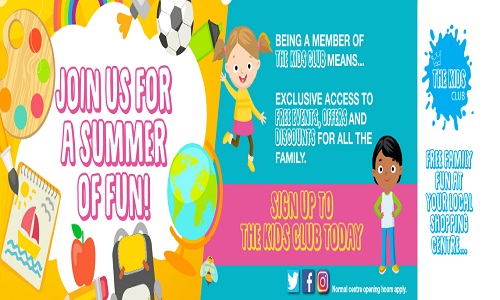 JOIN US FOR
A SUMMER
OF FUN!
BEING A MEMBER OF
THE KIDS CLUB MEANS...
EXCLUSIVE ACCESS TO
FREE EVENTS, OFFERS AND
DISCOUNTS FOR ALL THE
FAMILY.
SIGN UP TO
THE KIDS CLUB TODAY
Normal centre opening hours apply.
THE KIDS
CLUB
FREE FAMILY
FUN AT
YOUR LOCAL
SHOPPING
CENTRE...